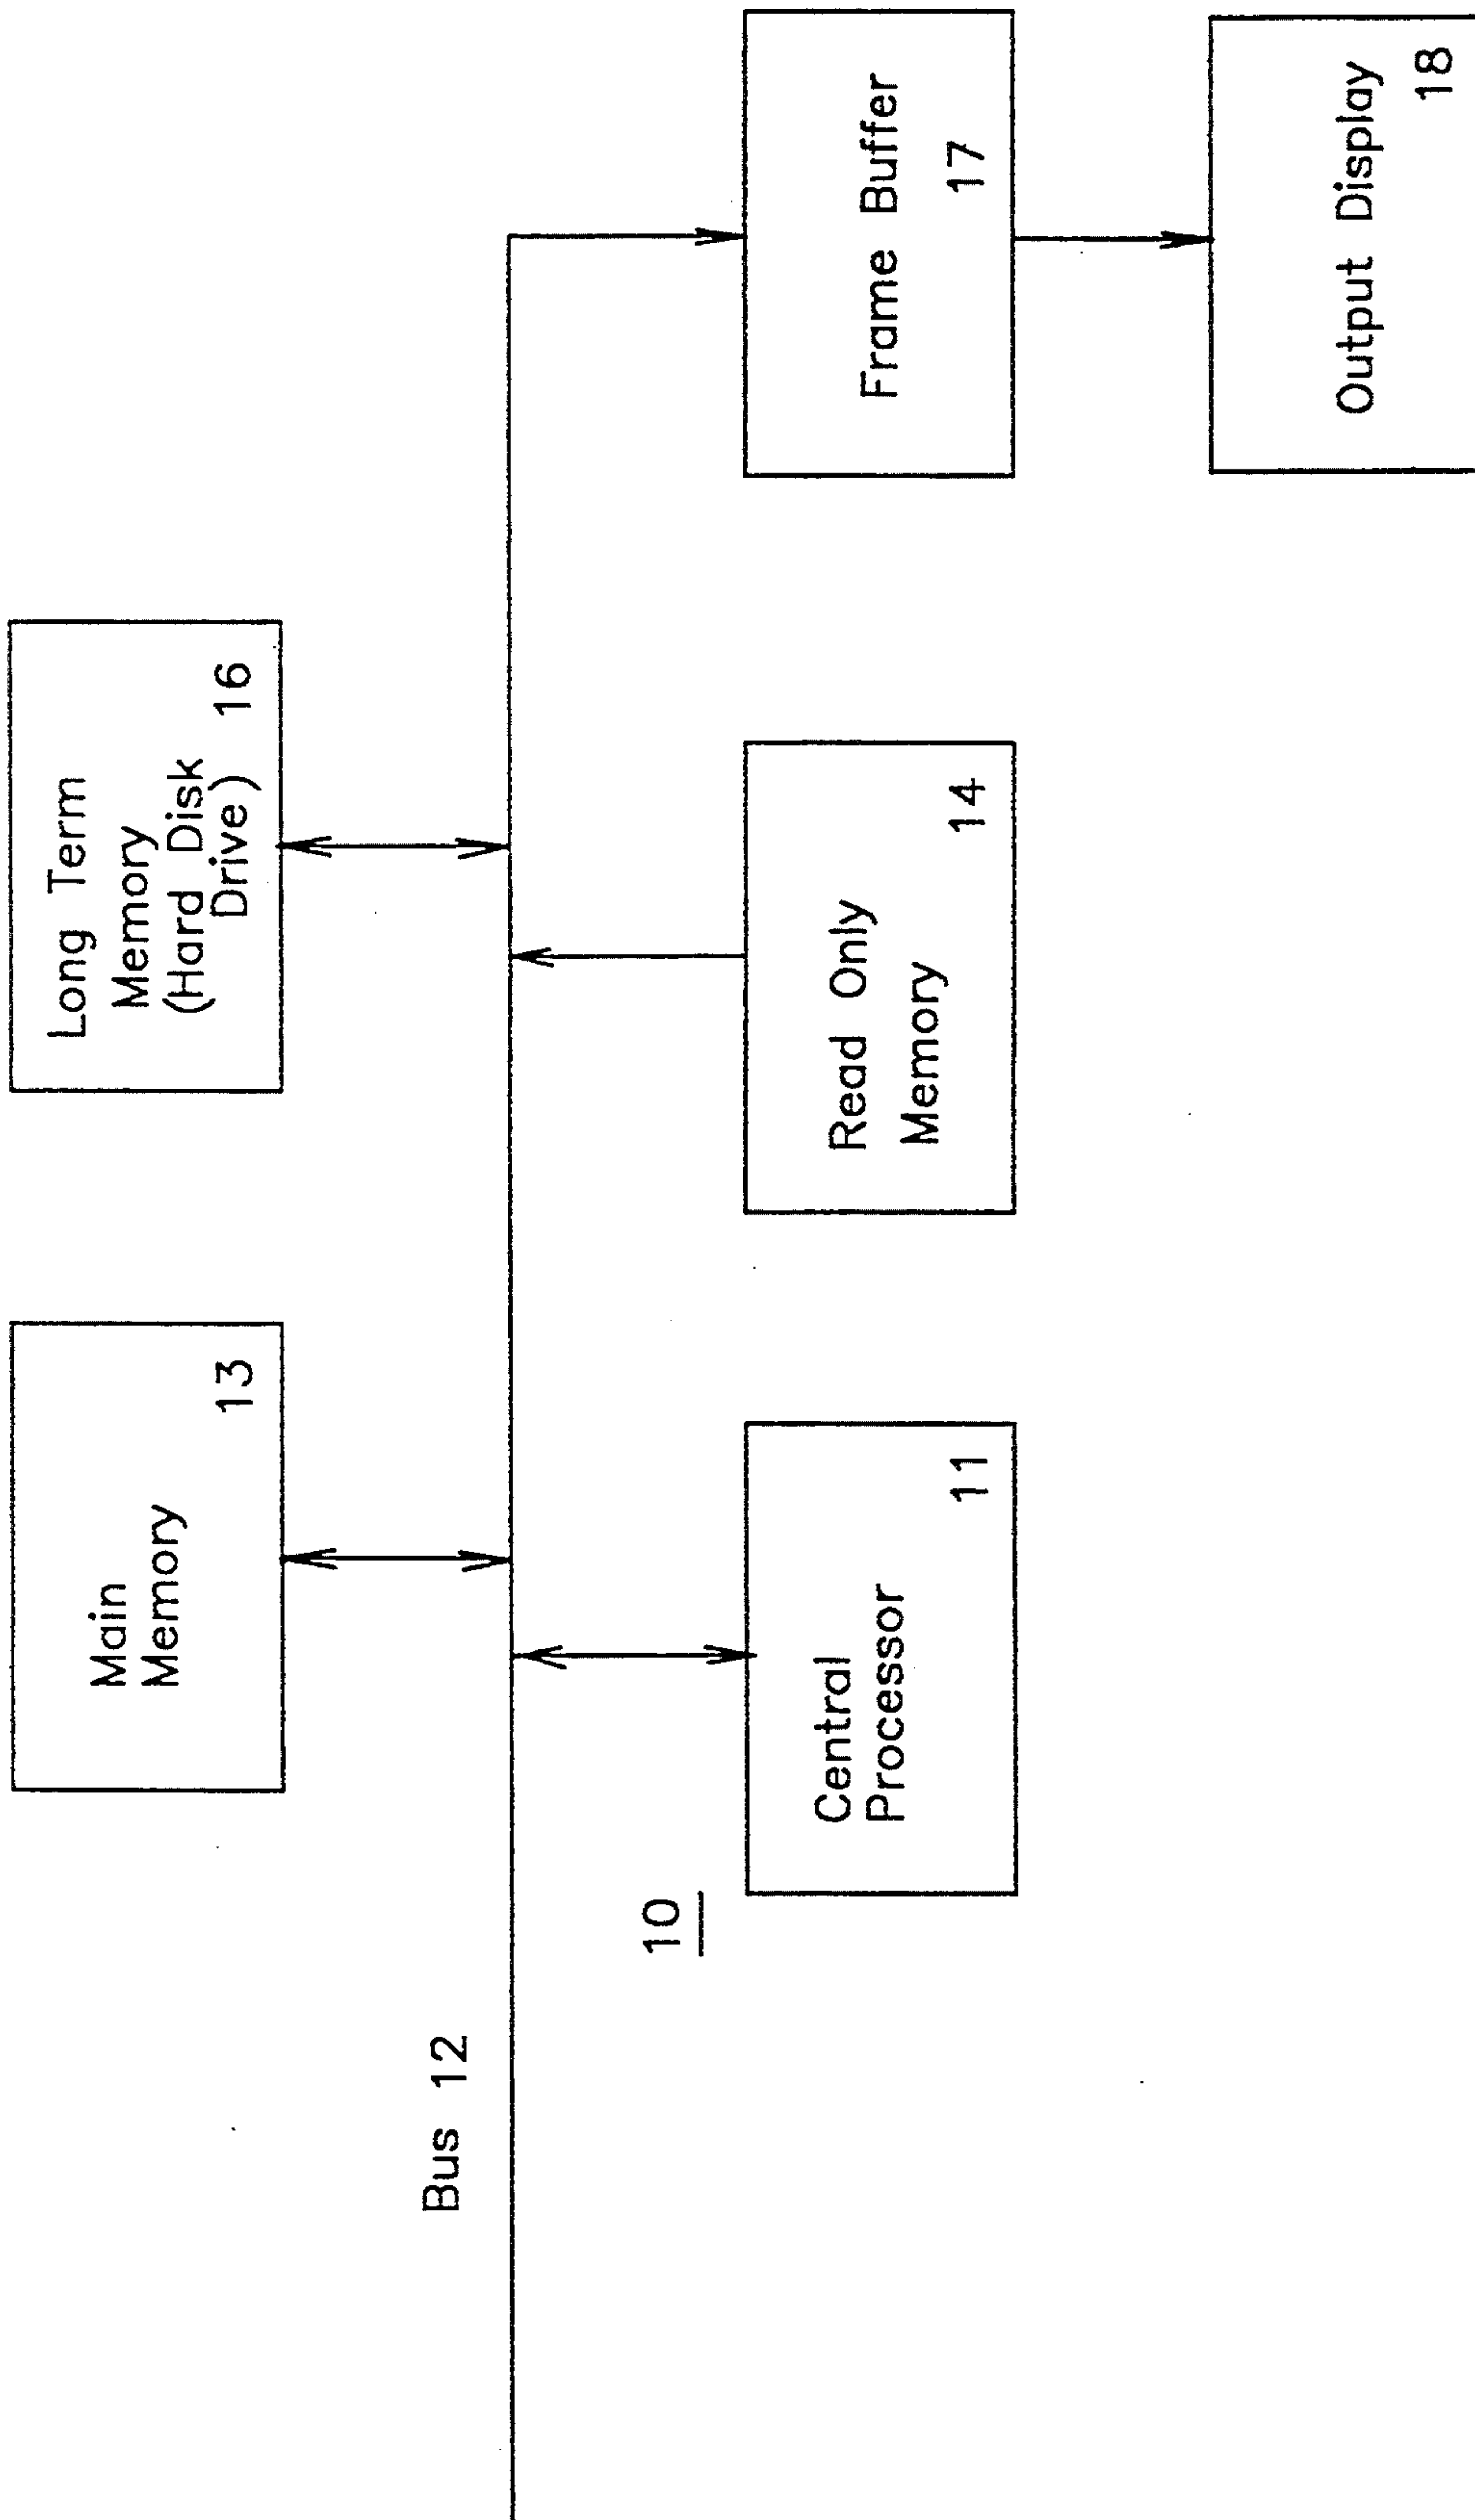 Main
Memory
13
Long Term
Memory
(Hard Disk
Drive) 16
Bus 12
10
Central
Processor
11
Read Only
Memory
14
Frame Buffer
17
Output Display
18